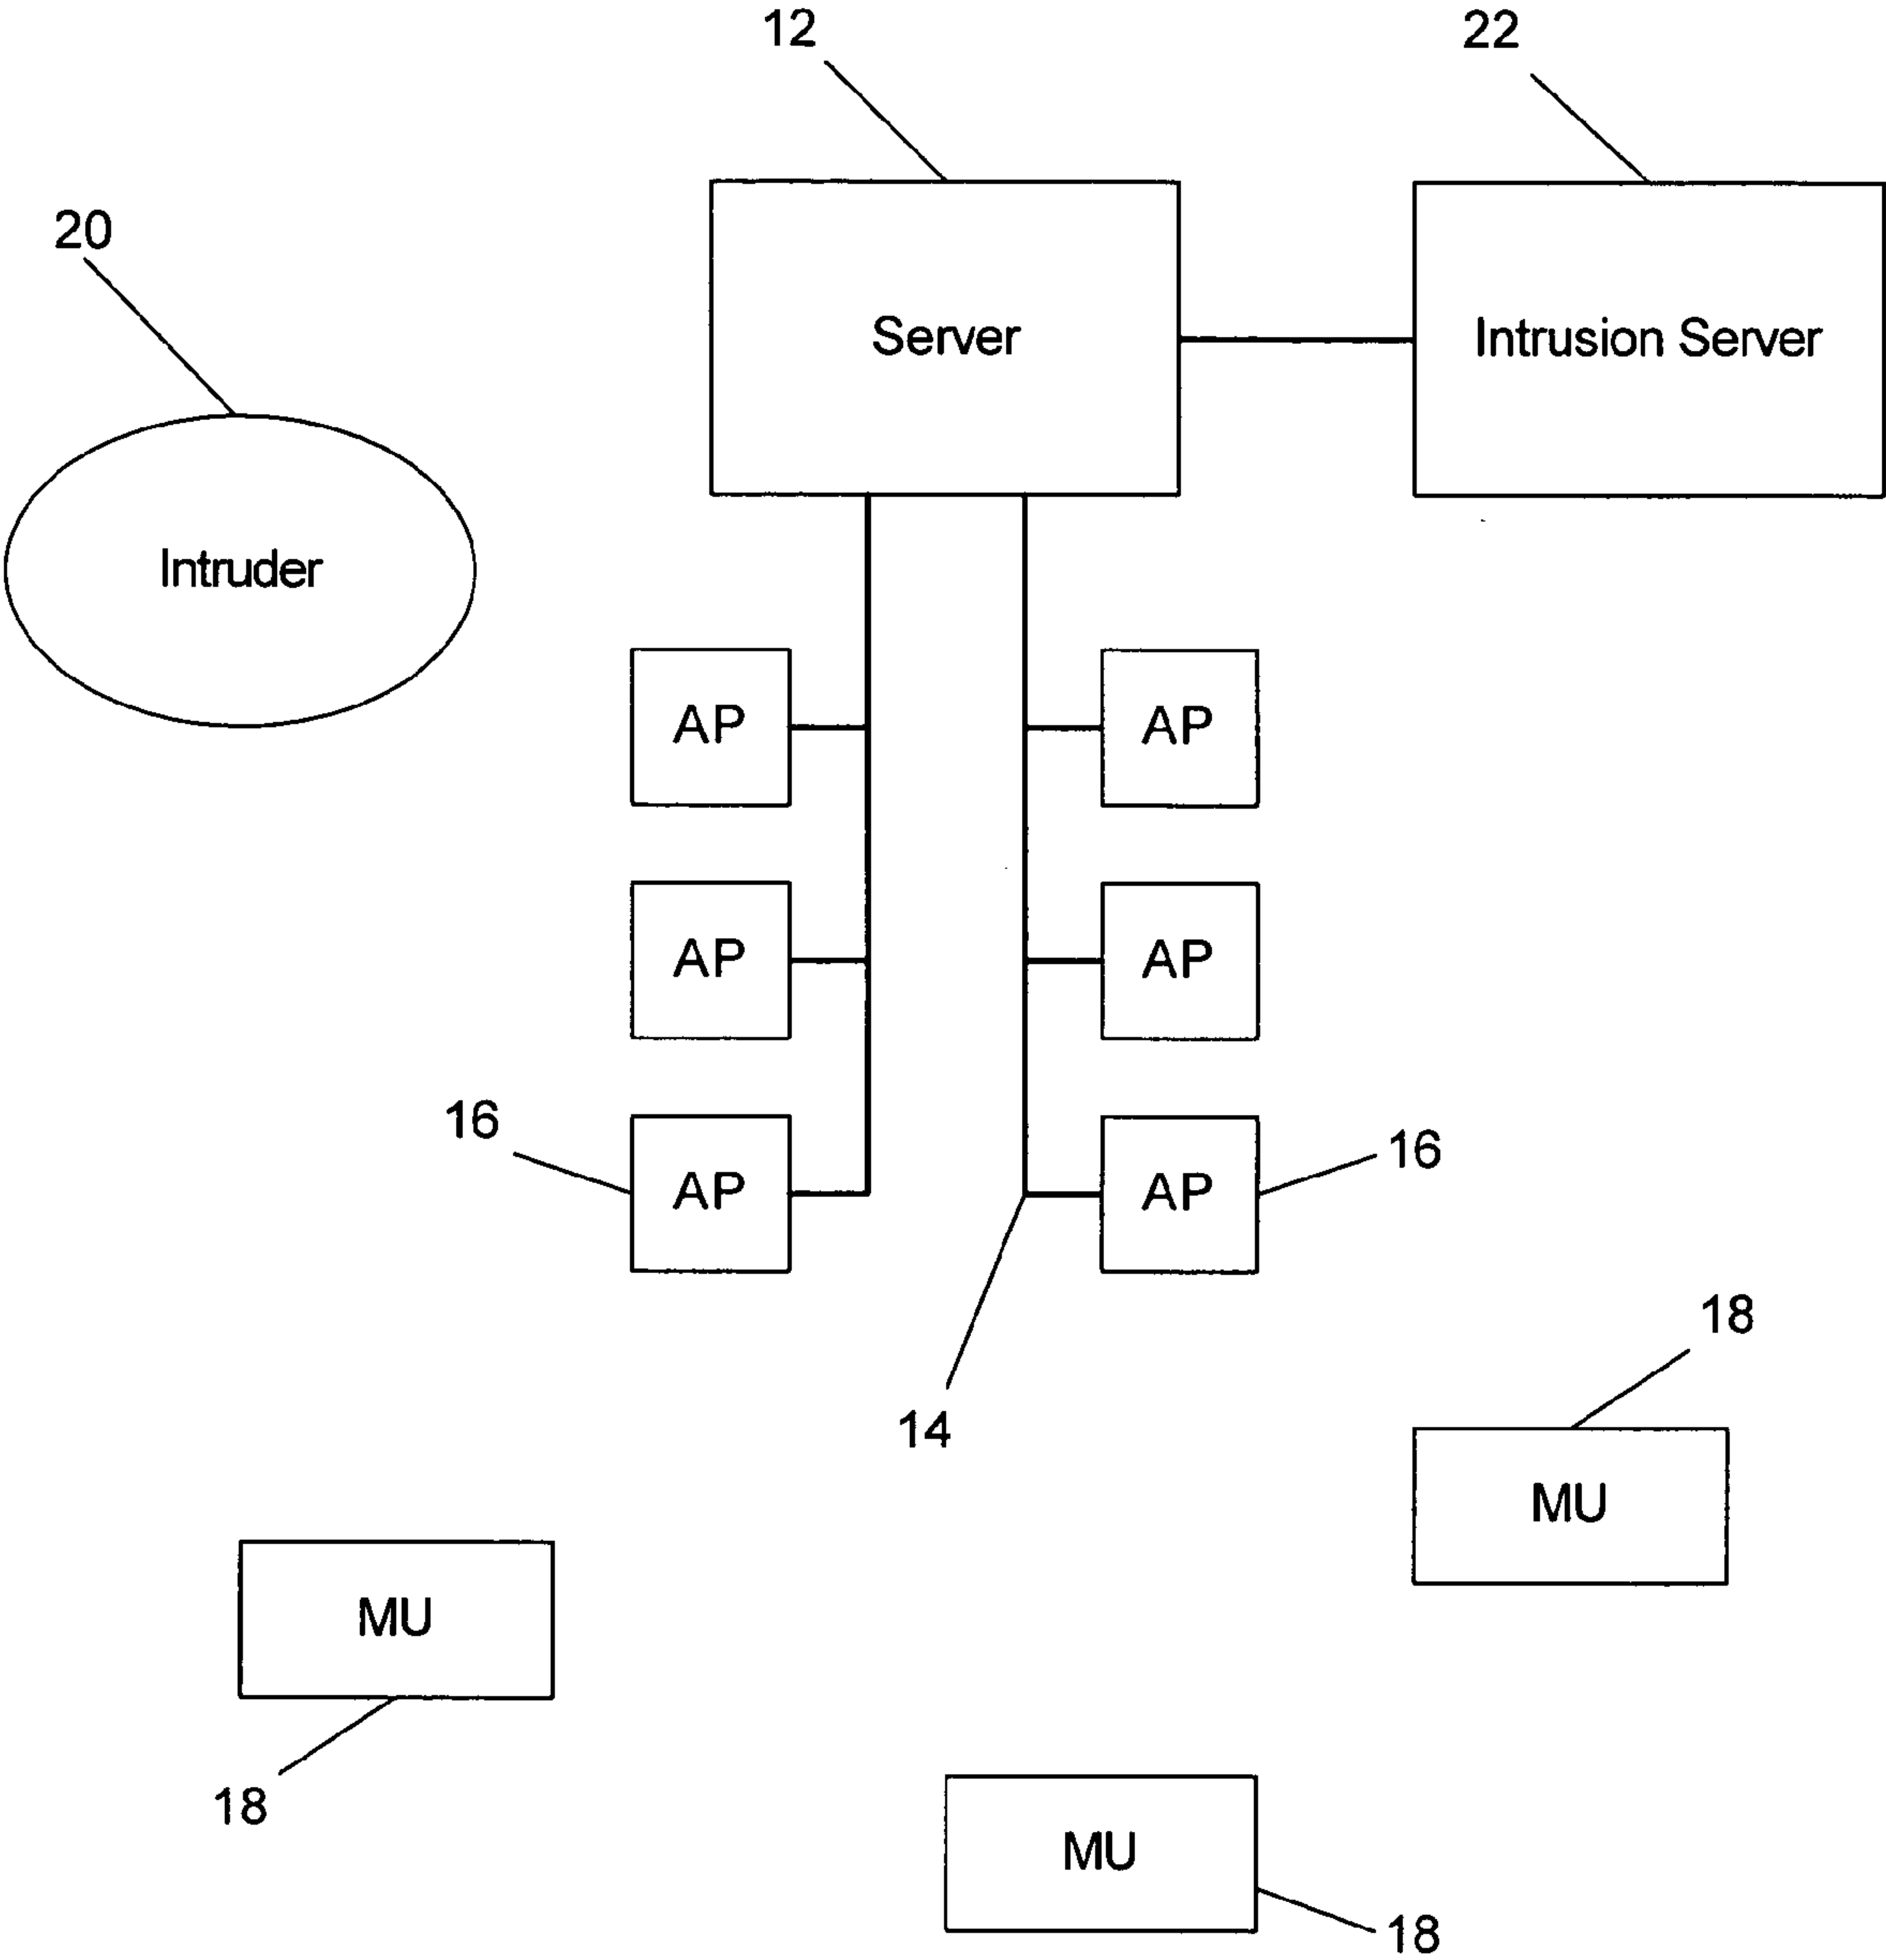 12
22
20
Server
Intrusion Server
Intruder
AP
AP
AP
AP
16
16
AP
AP
18
14
MU
MU
18
MU
18